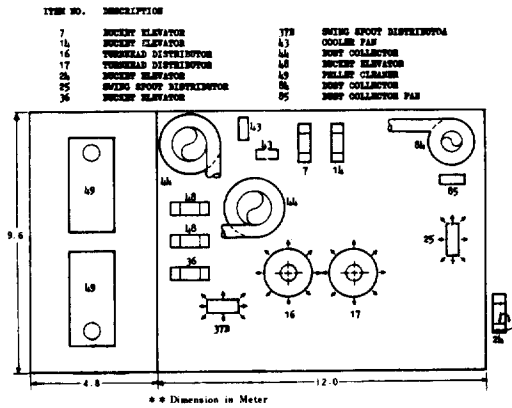 ITEM NO. DESCRIPTION
7 BUCKET ELEVATOR
14 BUCKET ELEVATOR
16 TURNHEAD DISTRIBUTOR
17 TURNHEAD DISTRIBUTOR
24 BUCKET ELEVATOR
25 SWING SPOUT DISTRIBUTOR
36 BUCKET ELEVATOR
37B SWING SPOUT DISTRIBUTOR
43 COOLER FAN
44 DUST COLLECTOR
48 BUCKET ELEVATOR
49 PELLET CLEANER
84 DUST COLLECTOR
85 DUST COLLECTOR FAN
43
43
7
14
84
44
49
85
48
44
9.6
48
25
36
49
37B
16
17
24
4.8
12.0
* * Dimension in Meter